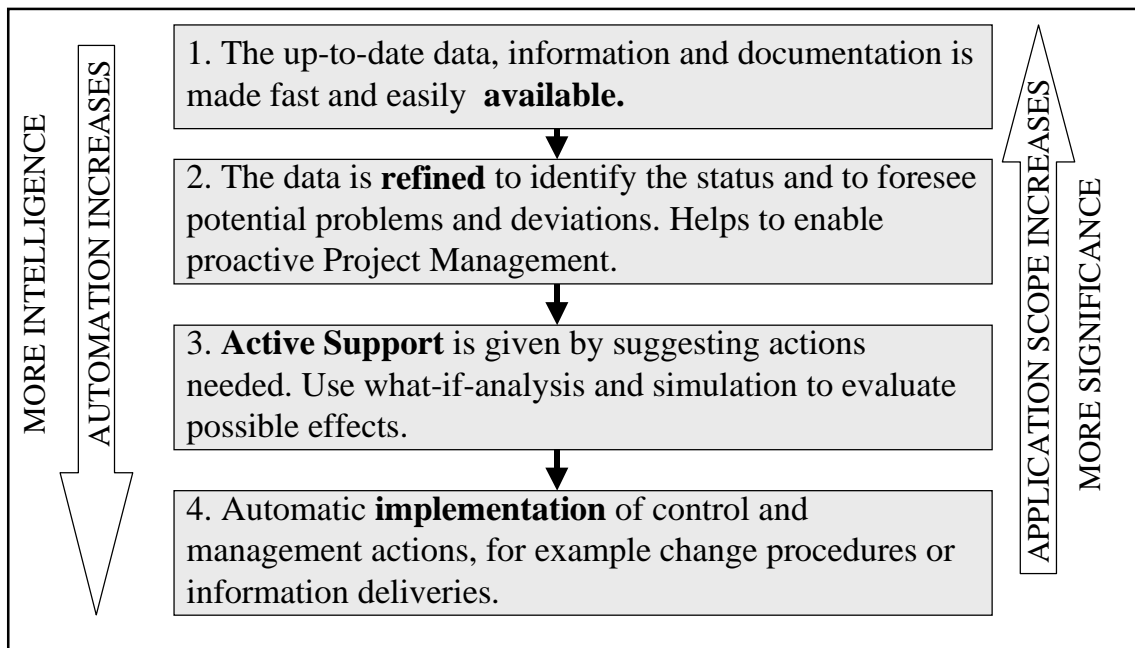 MORE INTELLIGENCE
AUTOMATION INCREASES
1. The up-to-date data, information and documentation is
made fast and easily available.
2. The data is refined to identify the status and to foresee
potential problems and deviations. Helps to enable
proactive Project Management.
3. Active Support is given by suggesting actions
needed. Use what-if-analysis and simulation to evaluate
possible effects.
4. Automatic implementation of control and
management actions, for example change procedures or
information deliveries.
APPLICATION SCOPE INCREASES
MORE SIGNIFICANCE